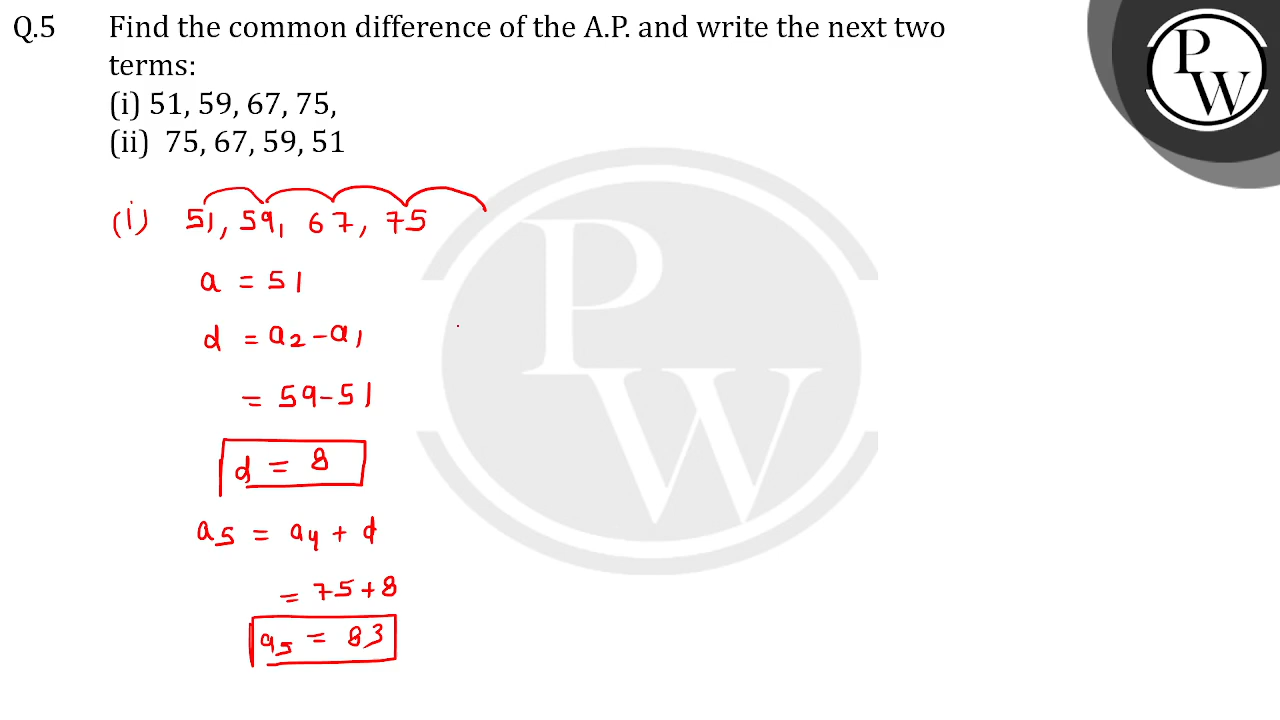 Q.5 Find the common difference of the A.P. and write the next two
terms:
(i) 51, 59, 67, 75,
(ii) 75, 67, 59, 51
(i) 51, 59, 67, 75
a = 51
d = a2 - a1
= 59 - 51
d = 8
a5 = a4 + d
= 75 + 8
a5 = 83
PW
PW